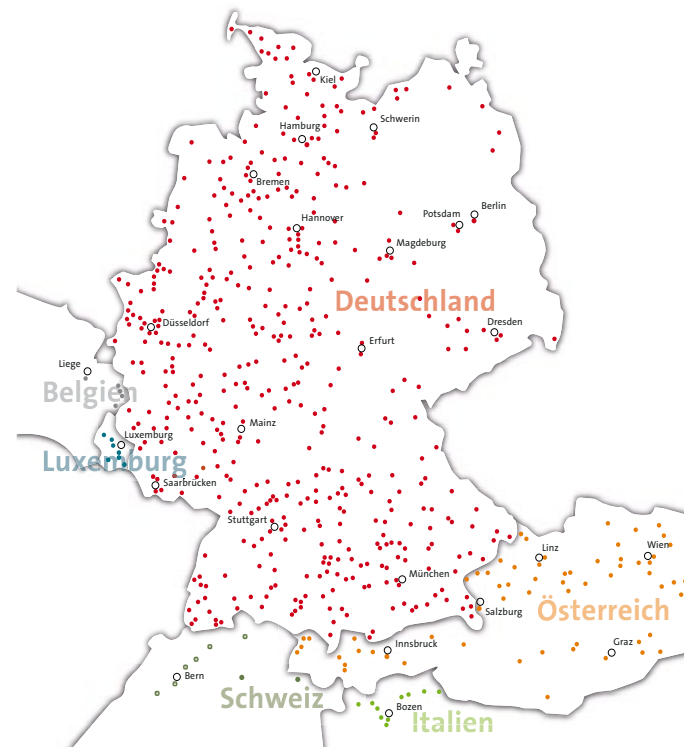 Kiel
Schwerin
Hamburg
Bremen
Berlin
Potsdam
Hannover
Magdeburg
Deutschland
Düsseldorf
Dresden
Erfurt
Liege
Belgien
Mainz
Luxemburg
Luxemburg
Saarbrücken
Stuttgart
Linz
Wien
München
Salzburg
Österreich
Innsbruck
Graz
Bern
Schweiz
Bozen
Italien